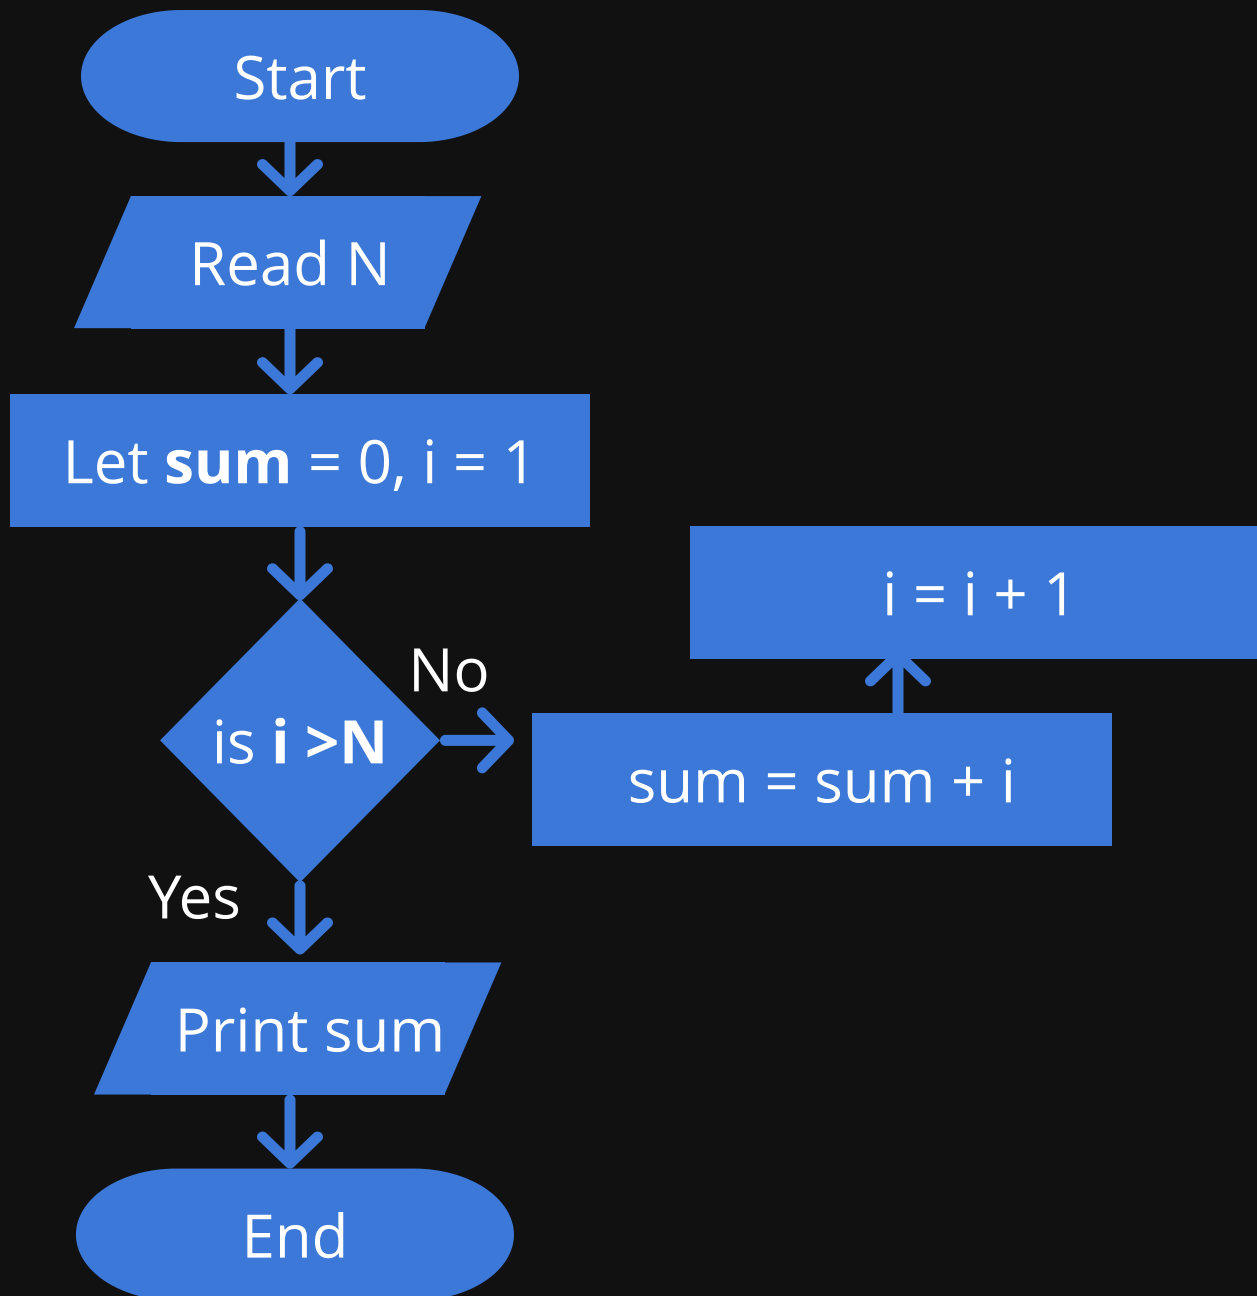 Start
Read N
Let sum = 0, i = 1
is i >N
No
sum = sum + i
i = i + 1
Yes
Print sum
End